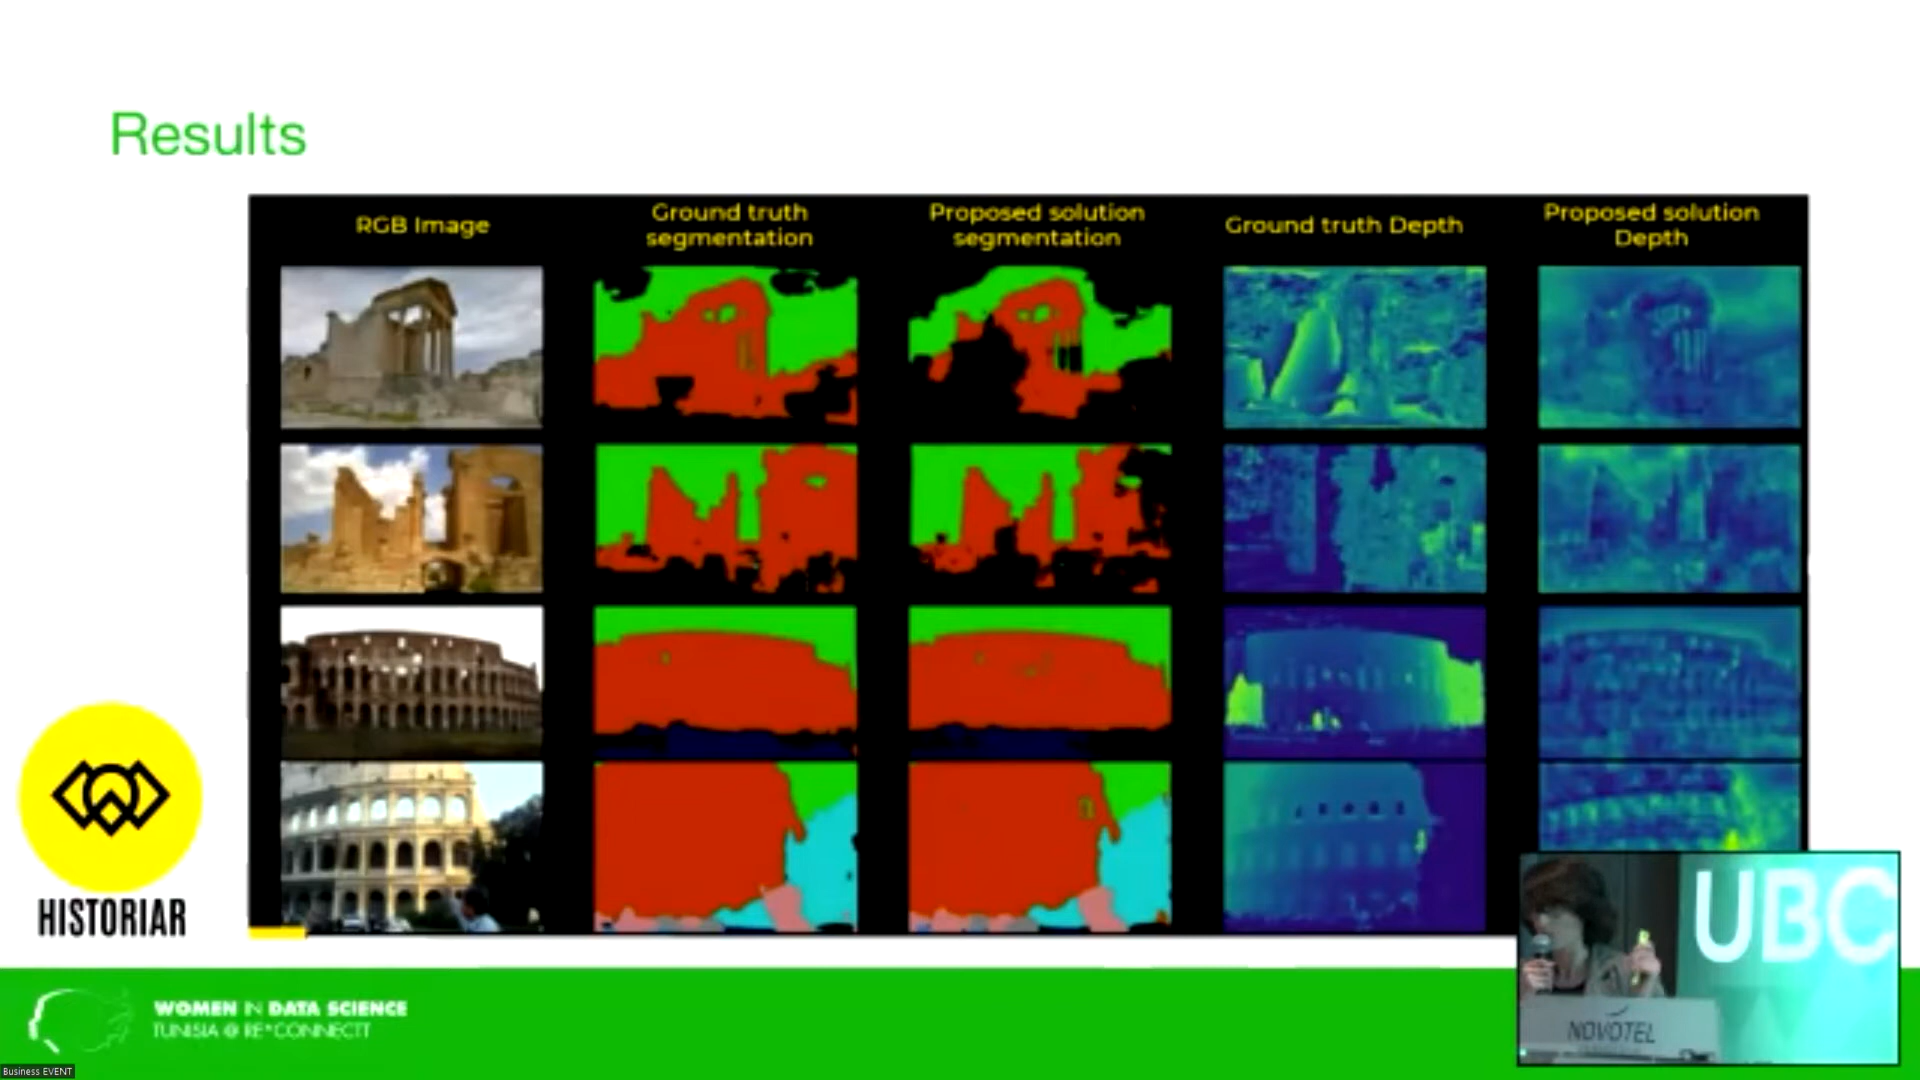 Results
RGB Image
Ground truth
segmentation
Proposed solution
segmentation
Ground truth Depth
Proposed solution
Depth
HISTORIAR
WOMEN IN DATA SCIENCE
TUNISIA @ RE*CONNECTT
Business EVENT
UBC
NOVOTEL